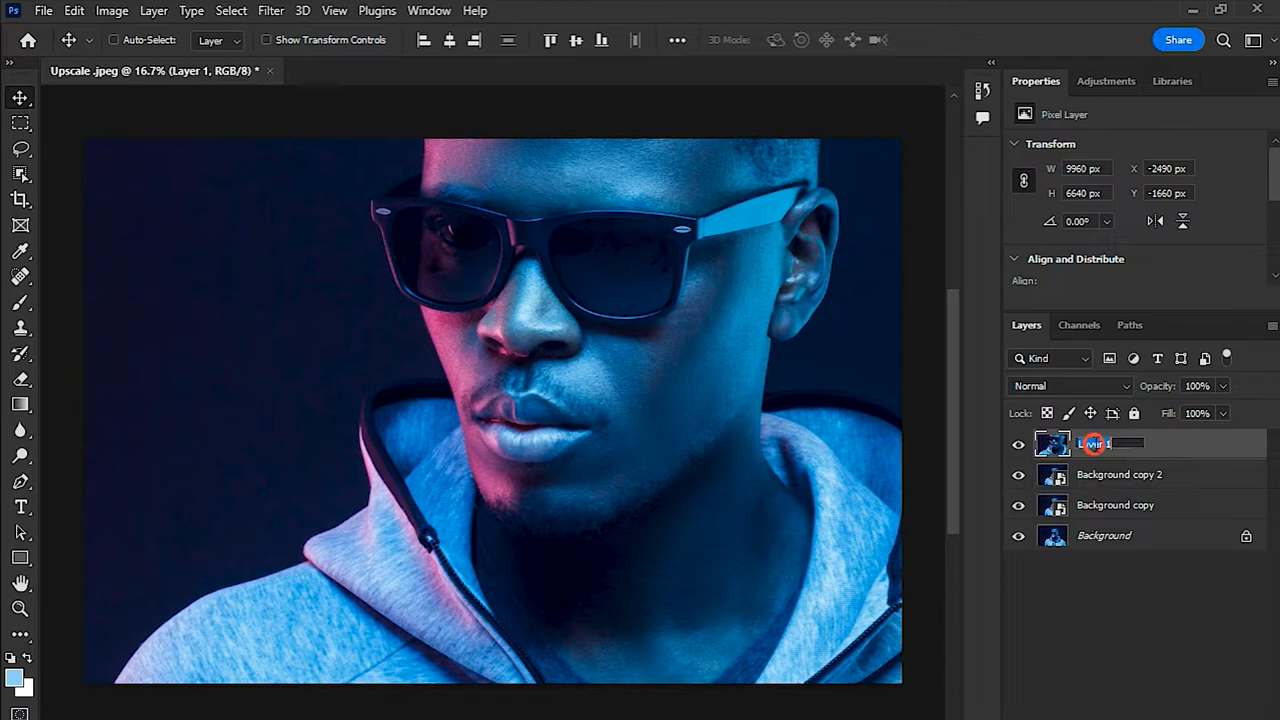 Ps File Edit Image Layer Type Select Filter 3D View Plugins Window Help
Auto-Select: Layer Show Transform Controls 3D Mode: Share
Upscale .jpeg @ 16.7% (Layer 1, RGB/8) *
Properties Adjustments Libraries
Pixel Layer
Transform
W 9960 px X -2490 px
H 6640 px Y -1660 px
0.00°
Align and Distribute
Align:
Layers Channels Paths
Kind
Normal Opacity: 100%
Lock: Fill: 100%
Background copy 2
Background copy
Background